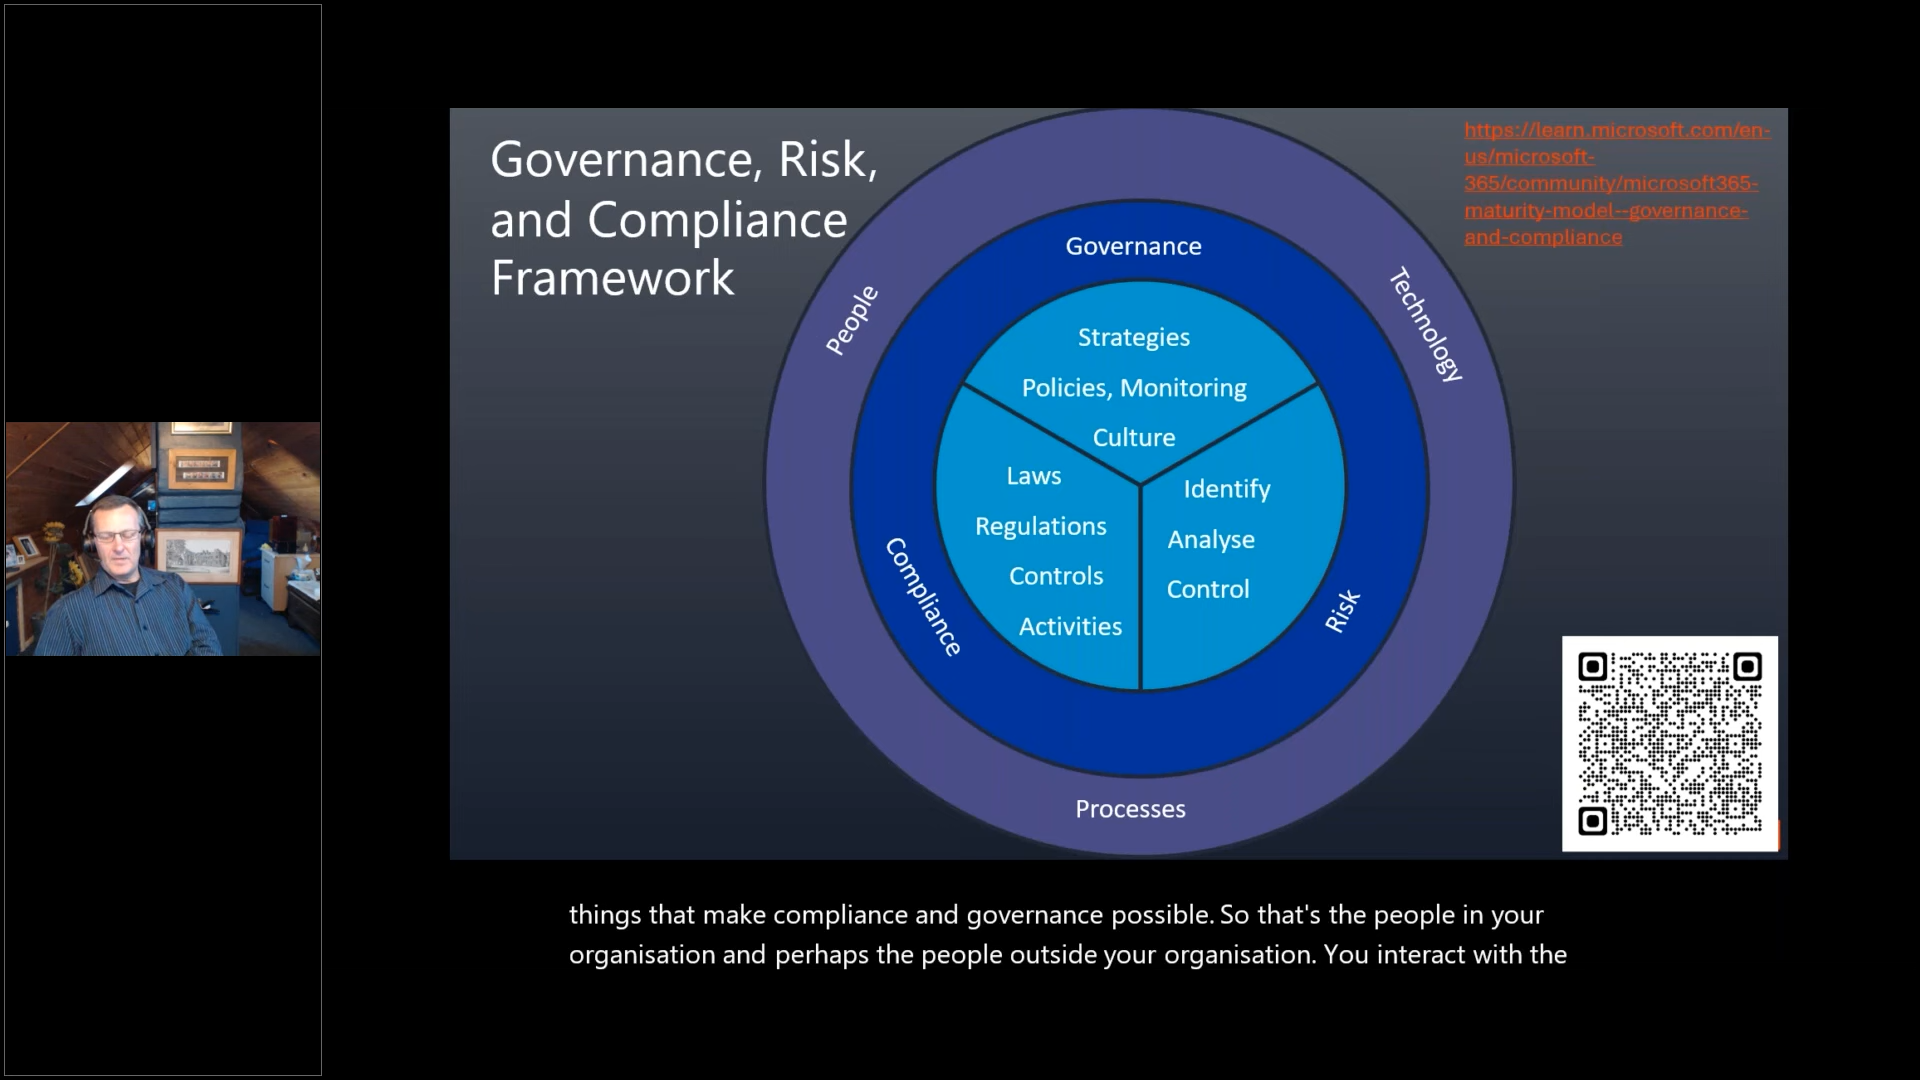 Governance, Risk,
and Compliance
Framework
https://learn.microsoft.com/en-
us/microsoft-
365/community/microsoft365-
maturity-model--governance-
and-compliance
People
Technology
Processes
Governance
Compliance
Risk
Strategies
Policies, Monitoring
Culture
Laws
Regulations
Controls
Activities
Identify
Analyse
Control
things that make compliance and governance possible. So that's the people in your
organisation and perhaps the people outside your organisation. You interact with the